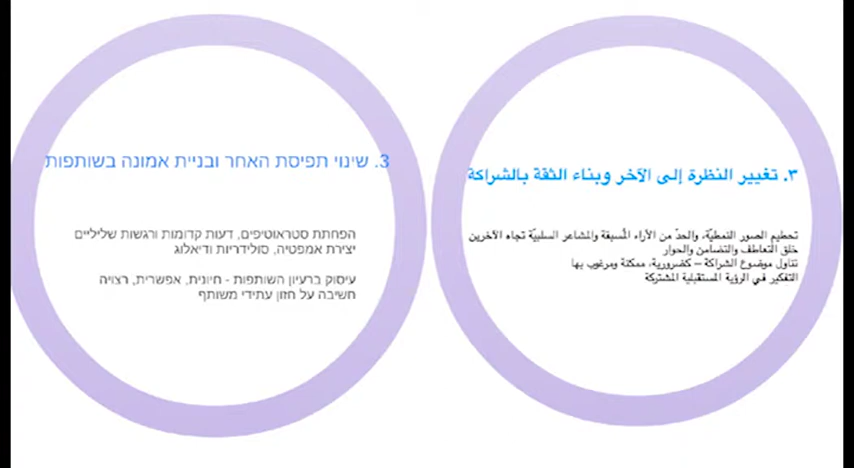 3. שינוי תפיסת האחר ובניית אמונה בשותפות
הפחתת סטראוטיפים, דעות קדומות ורגשות שליליים
יצירת אמפטיה, סולידריות ודיאלוג
עיסוק ברעיון השותפות - חיונית, אפשרית, רצויה
חשיבה על חזון עתידי משותף
٣. تغيير النظرة إلى الآخر وبناء الثقة بالشراكة
تحطيم الصور النمطيّة، والحدّ من الآراء المُسبقة والمشاعر السلبيّة تجاه الآخرين
خلق التعاطف والتضامن والحوار
تناول موضوع الشراكة – كضرورية، ممكنة ومرغوب بها
التفكير في الرؤية المستقبلية المشتركة